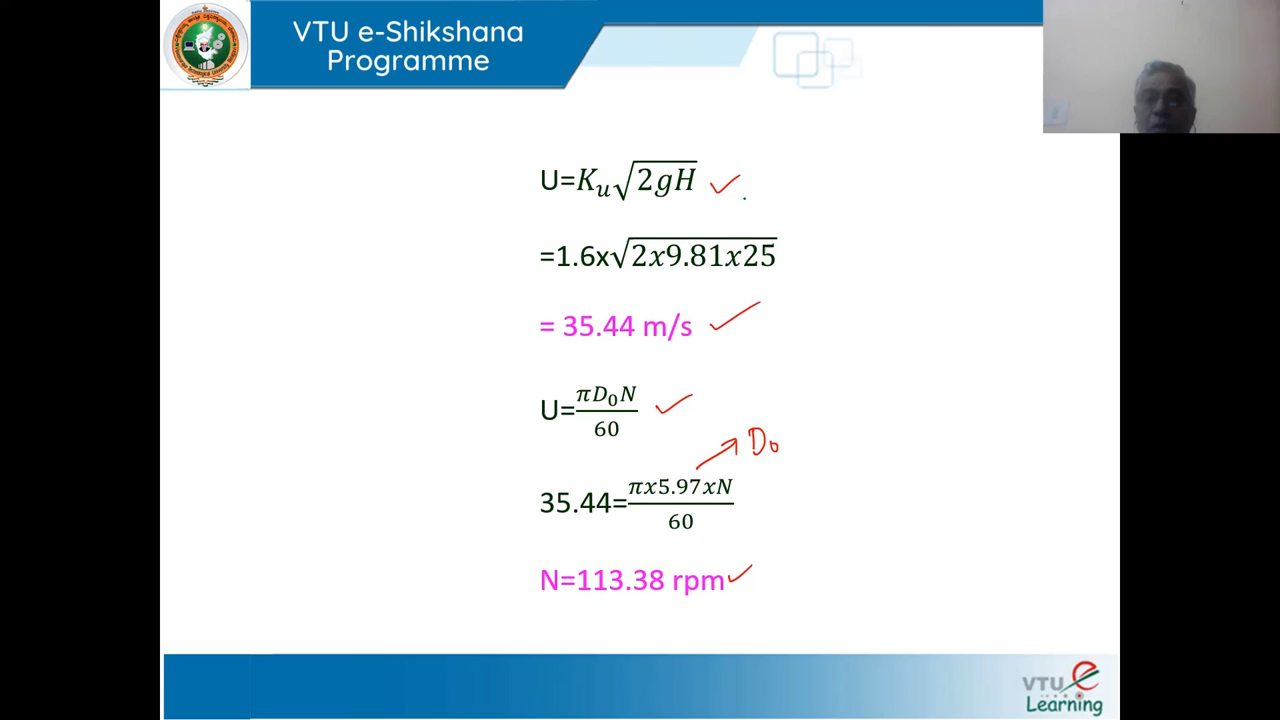 VTU e-Shikshana
Programme
U=Kᵤ√2gH
=1.6x√2x9.81x25
= 35.44 m/s
U=πD₀N/60
D₀
35.44=πx5.97xN/60
N=113.38 rpm
VTU e
Learning